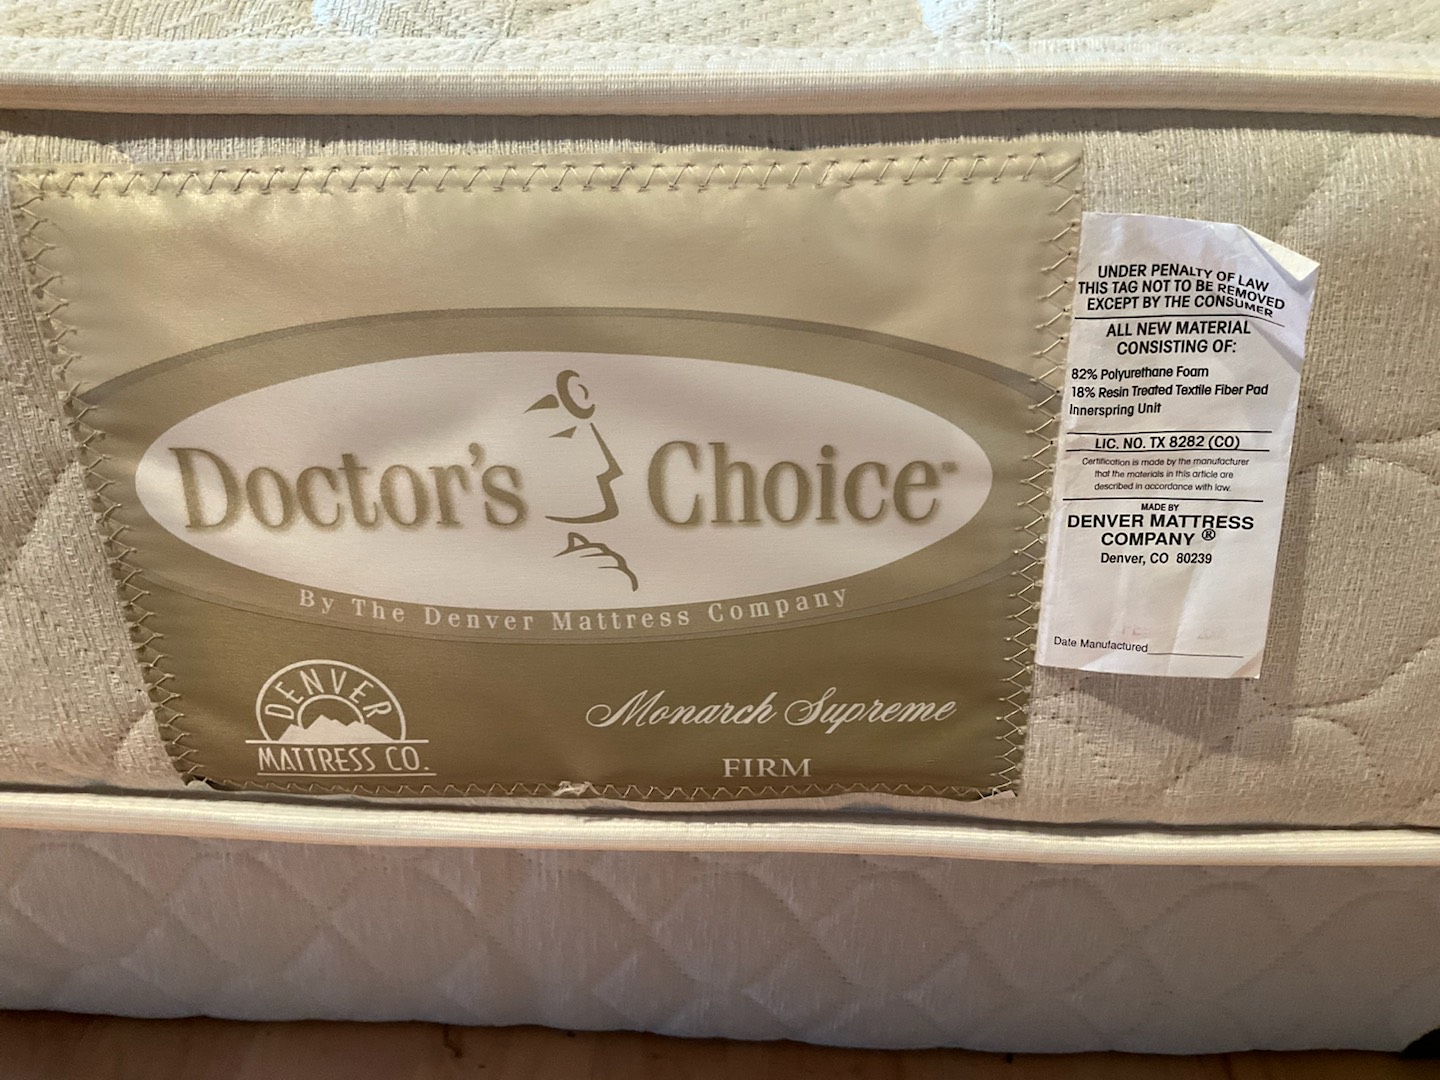 Doctor's Choice™
By The Denver Mattress Company
DENVER
MATTRESS CO.
Monarch Supreme
FIRM
UNDER PENALTY OF LAW
THIS TAG NOT TO BE REMOVED
EXCEPT BY THE CONSUMER
ALL NEW MATERIAL
CONSISTING OF:
82% Polyurethane Foam
18% Resin Treated Textile Fiber Pad
Innerspring Unit
LIC. NO. TX 8282 (CO)
Certification is made by the manufacturer
that the materials in this article are
described in accordance with law.
MADE BY
DENVER MATTRESS
COMPANY ®
Denver, CO 80239
Date Manufactured